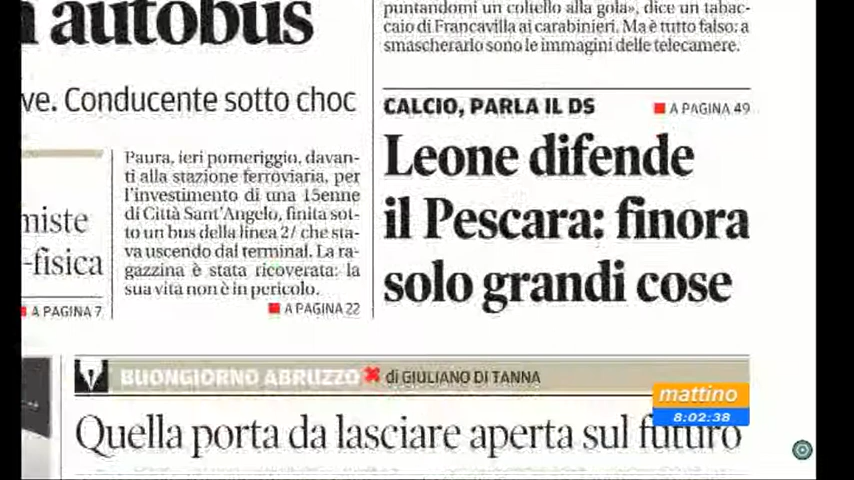 autobus
ve. Conducente sotto choc
Paura, ieri pomeriggio, davan-
ti alla stazione ferroviaria, per
l'investimento di una 15enne
di Città Sant'Angelo, finita sot-
to un bus della linea 2/ che sta-
va uscendo dal terminal. La ra-
gazzina è stata ricoverata: la
sua vita non è in pericolo.
A PAGINA 22
miste
-fisica
A PAGINA 7
puntandomi un coltello alla gola», dice un tabac-
caio di Francavilla ai carabinieri. Ma è tutto falso: a
smascherarlo sono le immagini delle telecamere.
CALCIO, PARLA IL DS
A PAGINA 49
Leone difende
il Pescara: finora
solo grandi cose
BUONGIORNO ABRUZZO di GIULIANO DI TANNA
Quella porta da lasciare aperta sul futuro
mattino
8:02:38